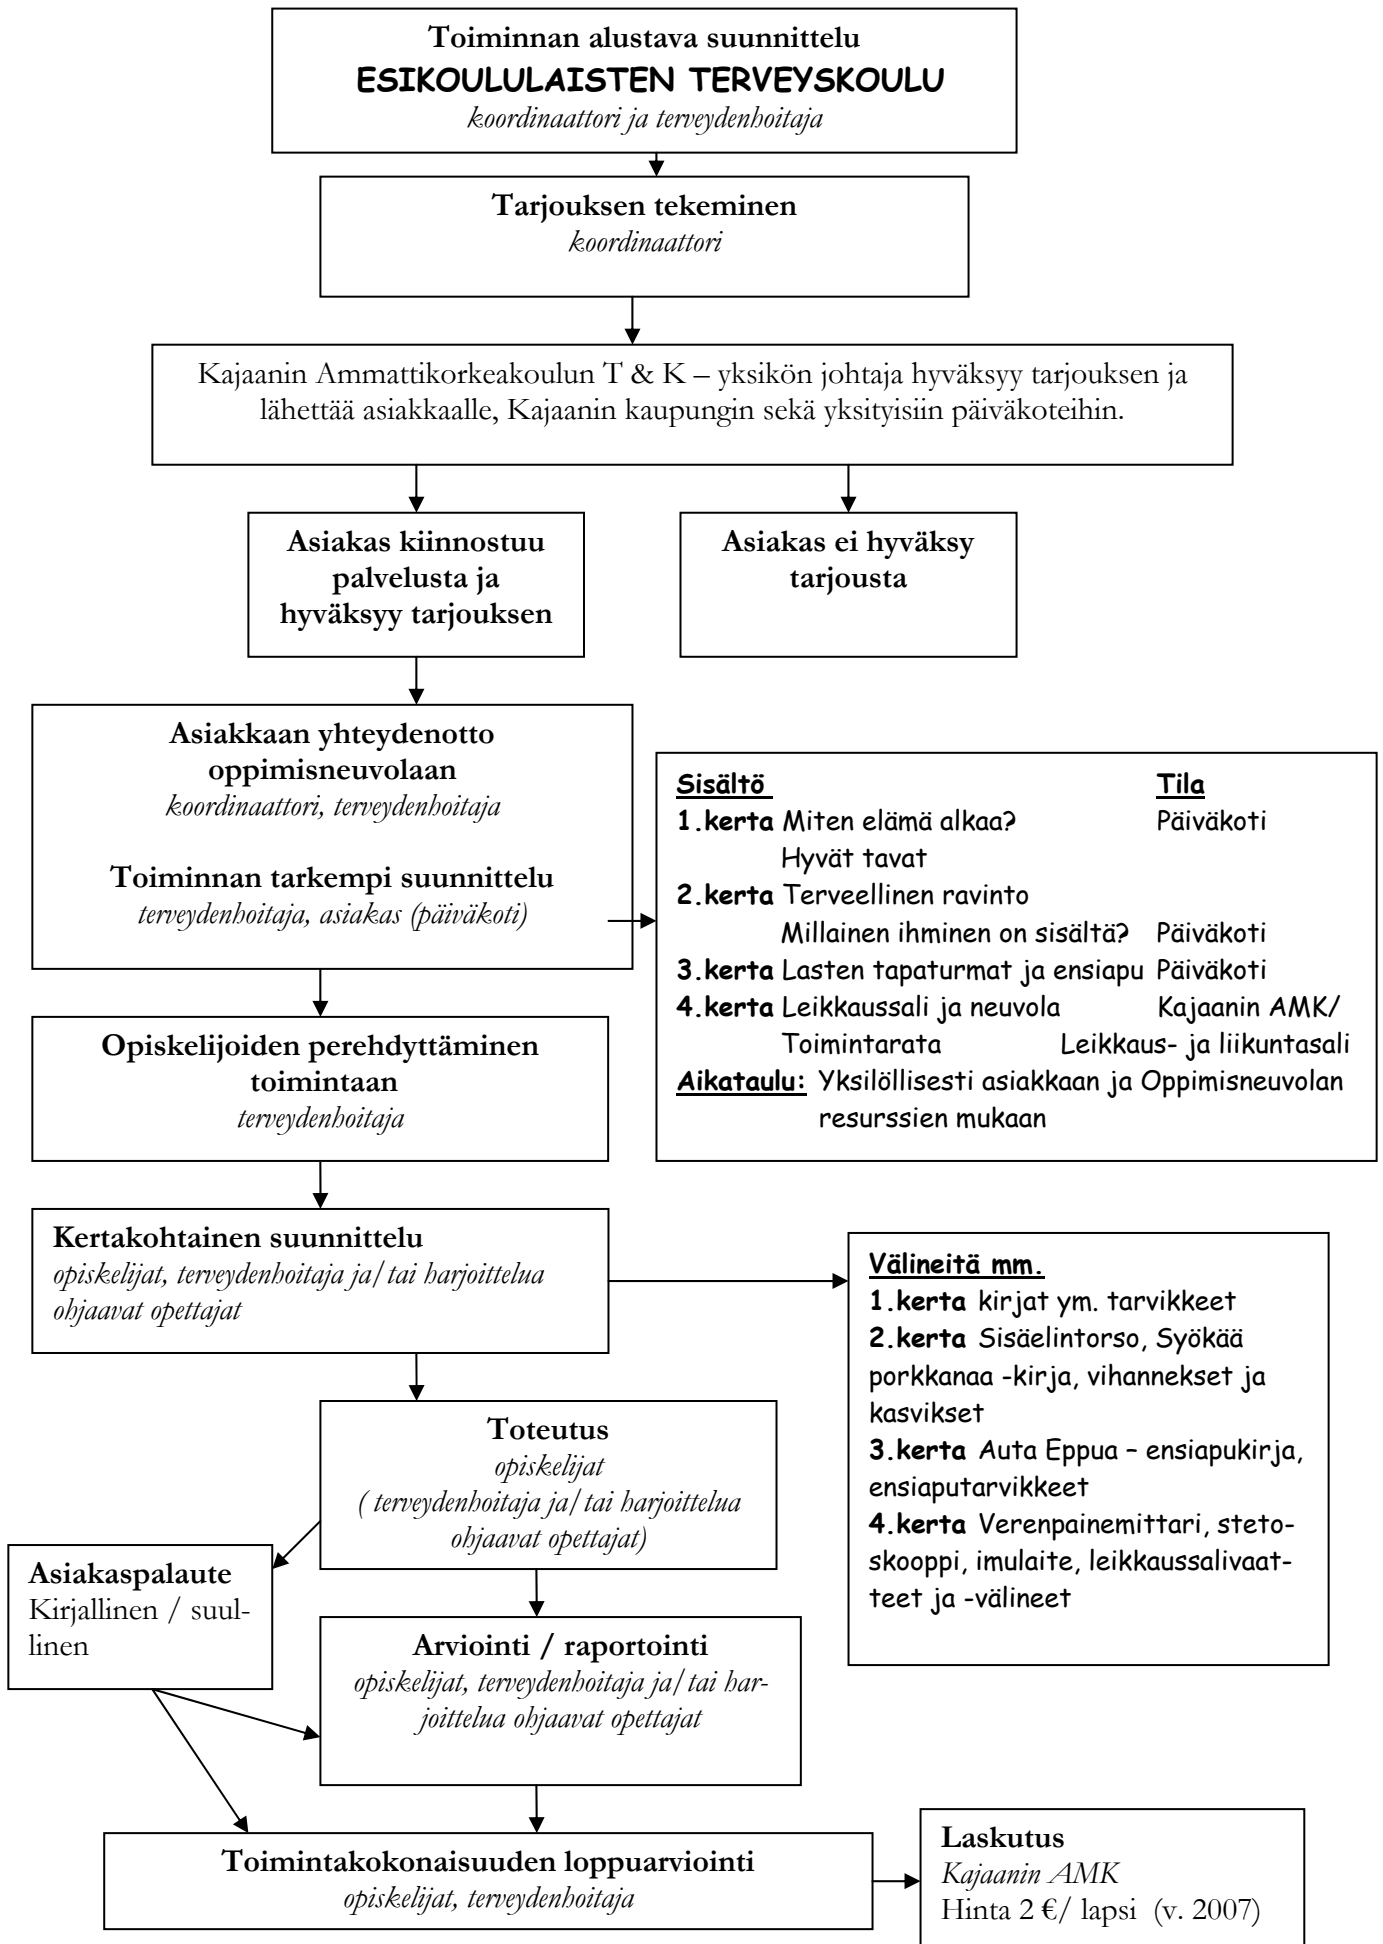 Toiminnan alustava suunnittelu
ESIKOULULAISTEN TERVEYSKOULU
koordinaattori ja terveydenhoitaja
Tarjouksen tekeminen
koordinaattori
Kajaanin Ammattikorkeakoulun T & K – yksikön johtaja hyväksyy tarjouksen ja
lähettää asiakkaalle, Kajaanin kaupungin sekä yksityisiin päiväkoteihin.
Asiakas kiinnostuu
palvelusta ja
hyväksyy tarjouksen
Asiakas ei hyväksy
tarjousta
Asiakkaan yhteydenotto
oppimisneuvolaan
koordinaattori, terveydenhoitaja
Toiminnan tarkempi suunnittelu
terveydenhoitaja, asiakas (päiväkoti)
Sisältö Tila
1.kerta Miten elämä alkaa? Päiväkoti
Hyvät tavat
2.kerta Terveellinen ravinto
Millainen ihminen on sisältä? Päiväkoti
3.kerta Lasten tapaturmat ja ensiapu Päiväkoti
4.kerta Leikkaussali ja neuvola Kajaanin AMK/
Toimintarata Leikkaus- ja liikuntasali
Aikataulu: Yksilöllisesti asiakkaan ja Oppimisneuvolan
resurssien mukaan
Opiskelijoiden perehdyttäminen
toimintaan
terveydenhoitaja
Kertakohtainen suunnittelu
opiskelijat, terveydenhoitaja ja/tai harjoittelua
ohjaavat opettajat
Välineitä mm.
1.kerta kirjat ym. tarvikkeet
2.kerta Sisäelintorso, Syökää
porkkanaa -kirja, vihannekset ja
kasvikset
3.kerta Auta Eppua – ensiapukirja,
ensiaputarvikkeet
4.kerta Verenpainemittari, steto-
skooppi, imulaite, leikkaussalivaat-
teet ja -välineet
Toteutus
opiskelijat
( terveydenhoitaja ja/tai harjoittelua
ohjaavat opettajat)
Asiakaspalaute
Kirjallinen / suul-
linen
Arviointi / raportointi
opiskelijat, terveydenhoitaja ja/tai har-
joittelua ohjaavat opettajat
Toimintakokonaisuuden loppuarviointi
opiskelijat, terveydenhoitaja
Laskutus
Kajaanin AMK
Hinta 2 €/ lapsi (v. 2007)